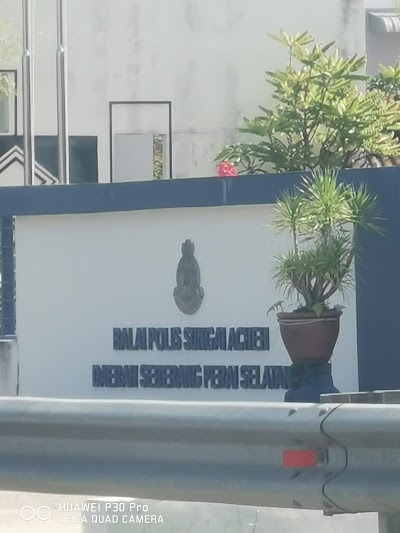 BALAI POLIS SUNGAI ACHEH
DAERAH SEBERANG PERAI SELATAN
HUAWEI P30 Pro
LEICA QUAD CAMERA